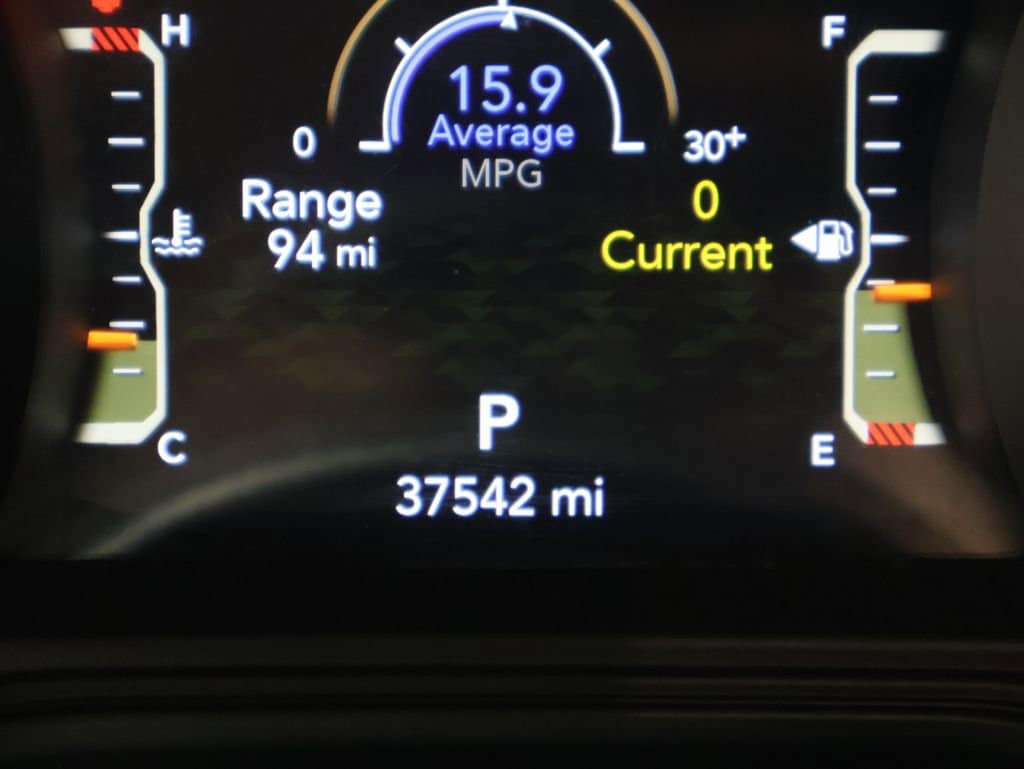 H
F
15.9
Average
MPG
0
30+
Range
94 mi
0
Current
P
C
E
37542 mi